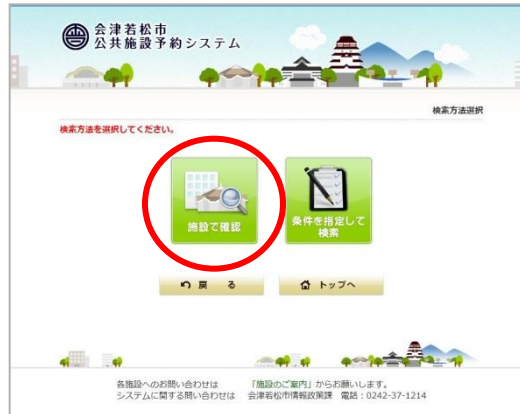 会津若松市
公共施設予約システム
検索方法選択
検索方法を選択してください。
施設で確認
条件を指定して
検索
戻 る
トップへ
各施設へのお問い合わせは 「施設のご案内」からお願いします。
システムに関する問い合わせは 会津若松市情報政策課 電話:0242-37-1214